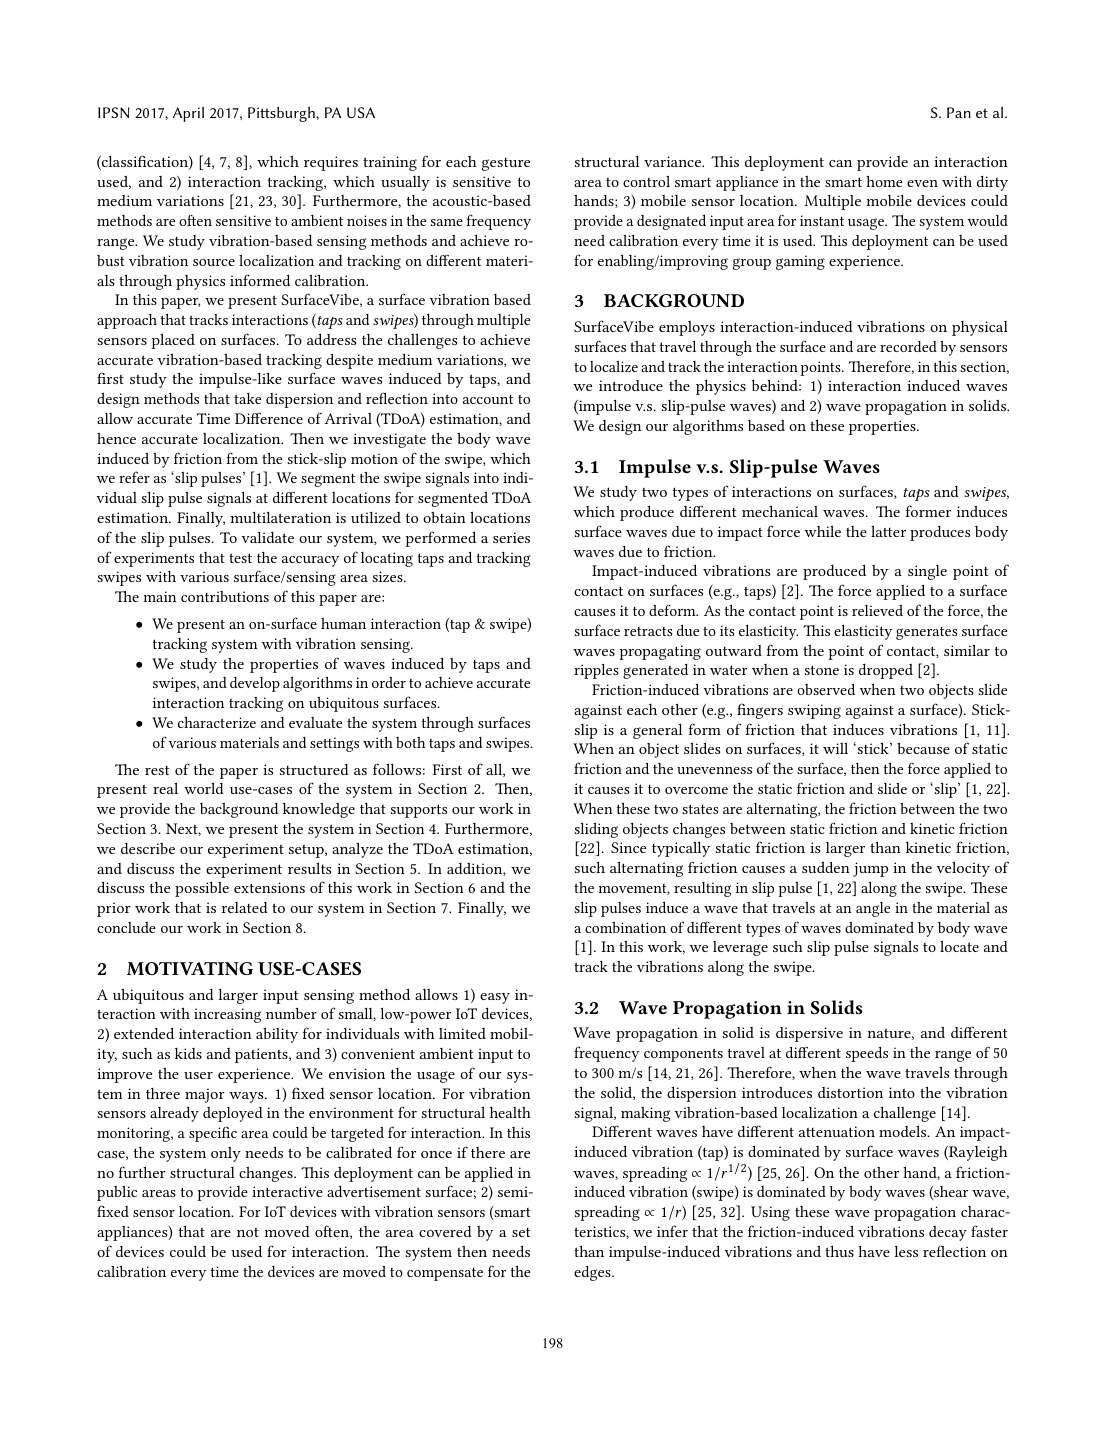 IPSN 2017, April 2017, Pittsburgh, PA USA
S. Pan et al.
(classification) [4, 7, 8], which requires training for each gesture
used, and 2) interaction tracking, which usually is sensitive to
medium variations [21, 23, 30]. Furthermore, the acoustic-based
methods are often sensitive to ambient noises in the same frequency
range. We study vibration-based sensing methods and achieve ro-
bust vibration source localization and tracking on different materi-
als through physics informed calibration.
In this paper, we present SurfaceVibe, a surface vibration based
approach that tracks interactions (taps and swipes) through multiple
sensors placed on surfaces. To address the challenges to achieve
accurate vibration-based tracking despite medium variations, we
first study the impulse-like surface waves induced by taps, and
design methods that take dispersion and reflection into account to
allow accurate Time Difference of Arrival (TDoA) estimation, and
hence accurate localization. Then we investigate the body wave
induced by friction from the stick-slip motion of the swipe, which
we refer as ‘slip pulses’ [1]. We segment the swipe signals into indi-
vidual slip pulse signals at different locations for segmented TDoA
estimation. Finally, multilateration is utilized to obtain locations
of the slip pulses. To validate our system, we performed a series
of experiments that test the accuracy of locating taps and tracking
swipes with various surface/sensing area sizes.
The main contributions of this paper are:
• We present an on-surface human interaction (tap & swipe)
tracking system with vibration sensing.
• We study the properties of waves induced by taps and
swipes, and develop algorithms in order to achieve accurate
interaction tracking on ubiquitous surfaces.
• We characterize and evaluate the system through surfaces
of various materials and settings with both taps and swipes.
The rest of the paper is structured as follows: First of all, we
present real world use-cases of the system in Section 2. Then,
we provide the background knowledge that supports our work in
Section 3. Next, we present the system in Section 4. Furthermore,
we describe our experiment setup, analyze the TDoA estimation,
and discuss the experiment results in Section 5. In addition, we
discuss the possible extensions of this work in Section 6 and the
prior work that is related to our system in Section 7. Finally, we
conclude our work in Section 8.
2 MOTIVATING USE-CASES
A ubiquitous and larger input sensing method allows 1) easy in-
teraction with increasing number of small, low-power IoT devices,
2) extended interaction ability for individuals with limited mobil-
ity, such as kids and patients, and 3) convenient ambient input to
improve the user experience. We envision the usage of our sys-
tem in three major ways. 1) fixed sensor location. For vibration
sensors already deployed in the environment for structural health
monitoring, a specific area could be targeted for interaction. In this
case, the system only needs to be calibrated for once if there are
no further structural changes. This deployment can be applied in
public areas to provide interactive advertisement surface; 2) semi-
fixed sensor location. For IoT devices with vibration sensors (smart
appliances) that are not moved often, the area covered by a set
of devices could be used for interaction. The system then needs
calibration every time the devices are moved to compensate for the
structural variance. This deployment can provide an interaction
area to control smart appliance in the smart home even with dirty
hands; 3) mobile sensor location. Multiple mobile devices could
provide a designated input area for instant usage. The system would
need calibration every time it is used. This deployment can be used
for enabling/improving group gaming experience.
3 BACKGROUND
SurfaceVibe employs interaction-induced vibrations on physical
surfaces that travel through the surface and are recorded by sensors
to localize and track the interaction points. Therefore, in this section,
we introduce the physics behind: 1) interaction induced waves
(impulse v.s. slip-pulse waves) and 2) wave propagation in solids.
We design our algorithms based on these properties.
3.1 Impulse v.s. Slip-pulse Waves
We study two types of interactions on surfaces, taps and swipes,
which produce different mechanical waves. The former induces
surface waves due to impact force while the latter produces body
waves due to friction.
Impact-induced vibrations are produced by a single point of
contact on surfaces (e.g., taps) [2]. The force applied to a surface
causes it to deform. As the contact point is relieved of the force, the
surface retracts due to its elasticity. This elasticity generates surface
waves propagating outward from the point of contact, similar to
ripples generated in water when a stone is dropped [2].
Friction-induced vibrations are observed when two objects slide
against each other (e.g., fingers swiping against a surface). Stick-
slip is a general form of friction that induces vibrations [1, 11].
When an object slides on surfaces, it will ‘stick’ because of static
friction and the unevenness of the surface, then the force applied to
it causes it to overcome the static friction and slide or ‘slip’ [1, 22].
When these two states are alternating, the friction between the two
sliding objects changes between static friction and kinetic friction
[22]. Since typically static friction is larger than kinetic friction,
such alternating friction causes a sudden jump in the velocity of
the movement, resulting in slip pulse [1, 22] along the swipe. These
slip pulses induce a wave that travels at an angle in the material as
a combination of different types of waves dominated by body wave
[1]. In this work, we leverage such slip pulse signals to locate and
track the vibrations along the swipe.
3.2 Wave Propagation in Solids
Wave propagation in solid is dispersive in nature, and different
frequency components travel at different speeds in the range of 50
to 300 m/s [14, 21, 26]. Therefore, when the wave travels through
the solid, the dispersion introduces distortion into the vibration
signal, making vibration-based localization a challenge [14].
Different waves have different attenuation models. An impact-
induced vibration (tap) is dominated by surface waves (Rayleigh
waves, spreading ∝ 1/r^{1/2}) [25, 26]. On the other hand, a friction-
induced vibration (swipe) is dominated by body waves (shear wave,
spreading ∝ 1/r) [25, 32]. Using these wave propagation charac-
teristics, we infer that the friction-induced vibrations decay faster
than impulse-induced vibrations and thus have less reflection on
edges.
198